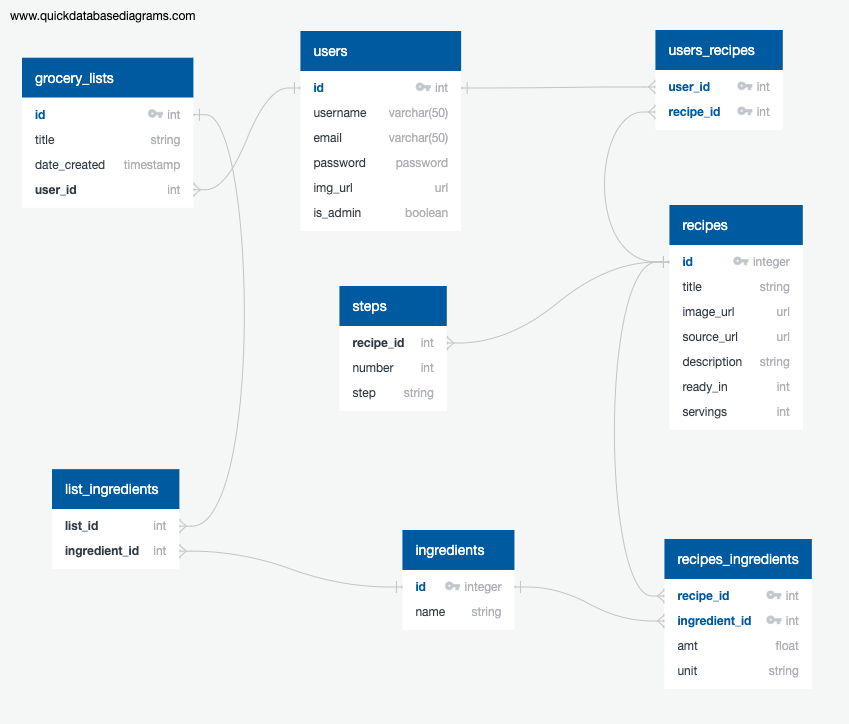 www.quickdatabasediagrams.com
grocery_lists
id int
title string
date_created timestamp
user_id int
users
id int
username varchar(50)
email varchar(50)
password password
img_url url
is_admin boolean
users_recipes
user_id int
recipe_id int
recipes
id integer
title string
image_url url
source_url url
description string
ready_in int
servings int
steps
recipe_id int
number int
step string
list_ingredients
list_id int
ingredient_id int
ingredients
id integer
name string
recipes_ingredients
recipe_id int
ingredient_id int
amt float
unit string